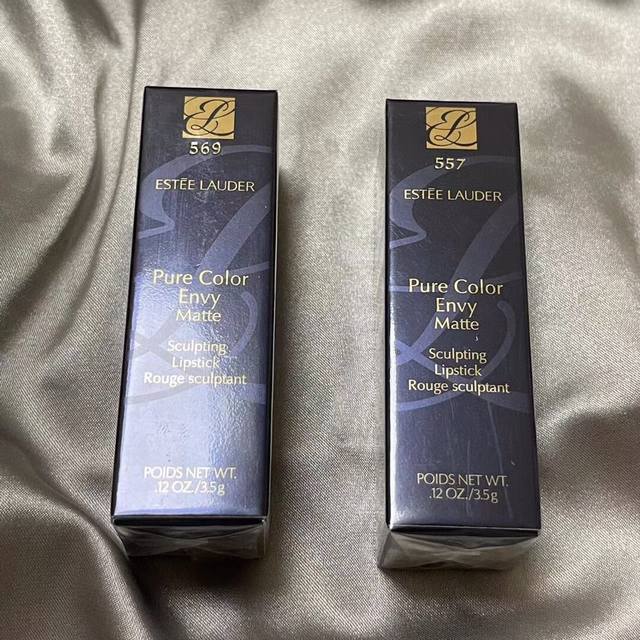 569
ESTĒE LAUDER
Pure Color
Envy
Matte
Sculpting
Lipstick
Rouge sculptant
POIDS NET WT.
.12 OZ./3.5g
557
ESTĒE LAUDER
Pure Color
Envy
Matte
Sculpting
Lipstick
Rouge sculptant
POIDS NET WT.
.12 OZ./3.5g